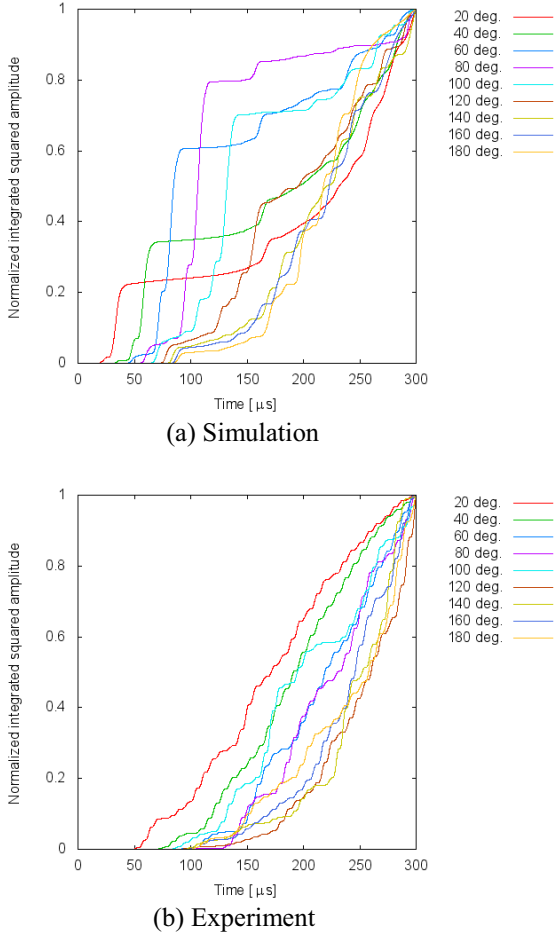 1
0.8
0.6
0.4
0.2
0
Normalized integrated squared amplitude
0 50 100 150 200 250 300
Time [ μs]
20 deg.
40 deg.
60 deg.
80 deg.
100 deg.
120 deg.
140 deg.
160 deg.
180 deg.
(a) Simulation
1
0.8
0.6
0.4
0.2
0
Normalized integrated squared amplitude
0 50 100 150 200 250 300
Time [ μs]
20 deg.
40 deg.
60 deg.
80 deg.
100 deg.
120 deg.
140 deg.
160 deg.
180 deg.
(b) Experiment